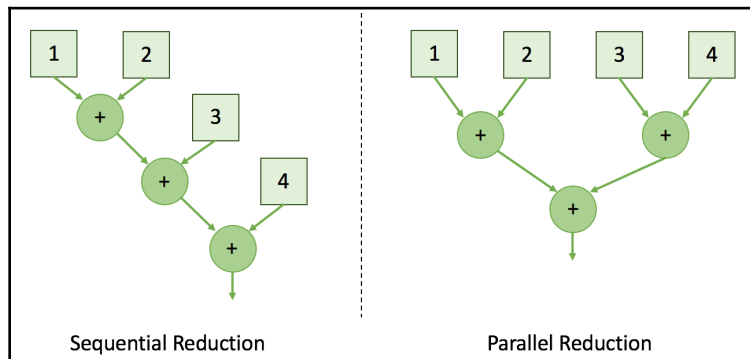 1 2
+
3
+
4
+
Sequential Reduction
1 2 3 4
+ +
+
Parallel Reduction